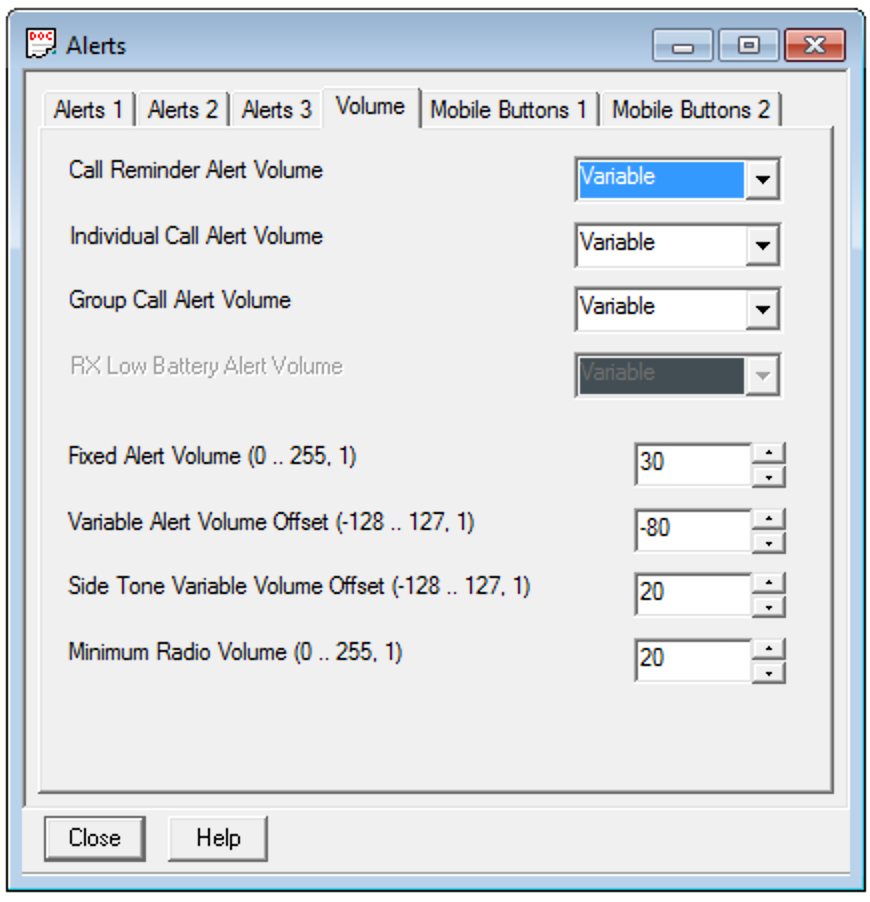 DOC Alerts
Alerts 1 Alerts 2 Alerts 3 Volume Mobile Buttons 1 Mobile Buttons 2
Call Reminder Alert Volume Variable
Individual Call Alert Volume Variable
Group Call Alert Volume Variable
RX Low Battery Alert Volume Variable
Fixed Alert Volume (0 .. 255, 1) 30
Variable Alert Volume Offset (-128 .. 127, 1) -80
Side Tone Variable Volume Offset (-128 .. 127, 1) 20
Minimum Radio Volume (0 .. 255, 1) 20
Close Help